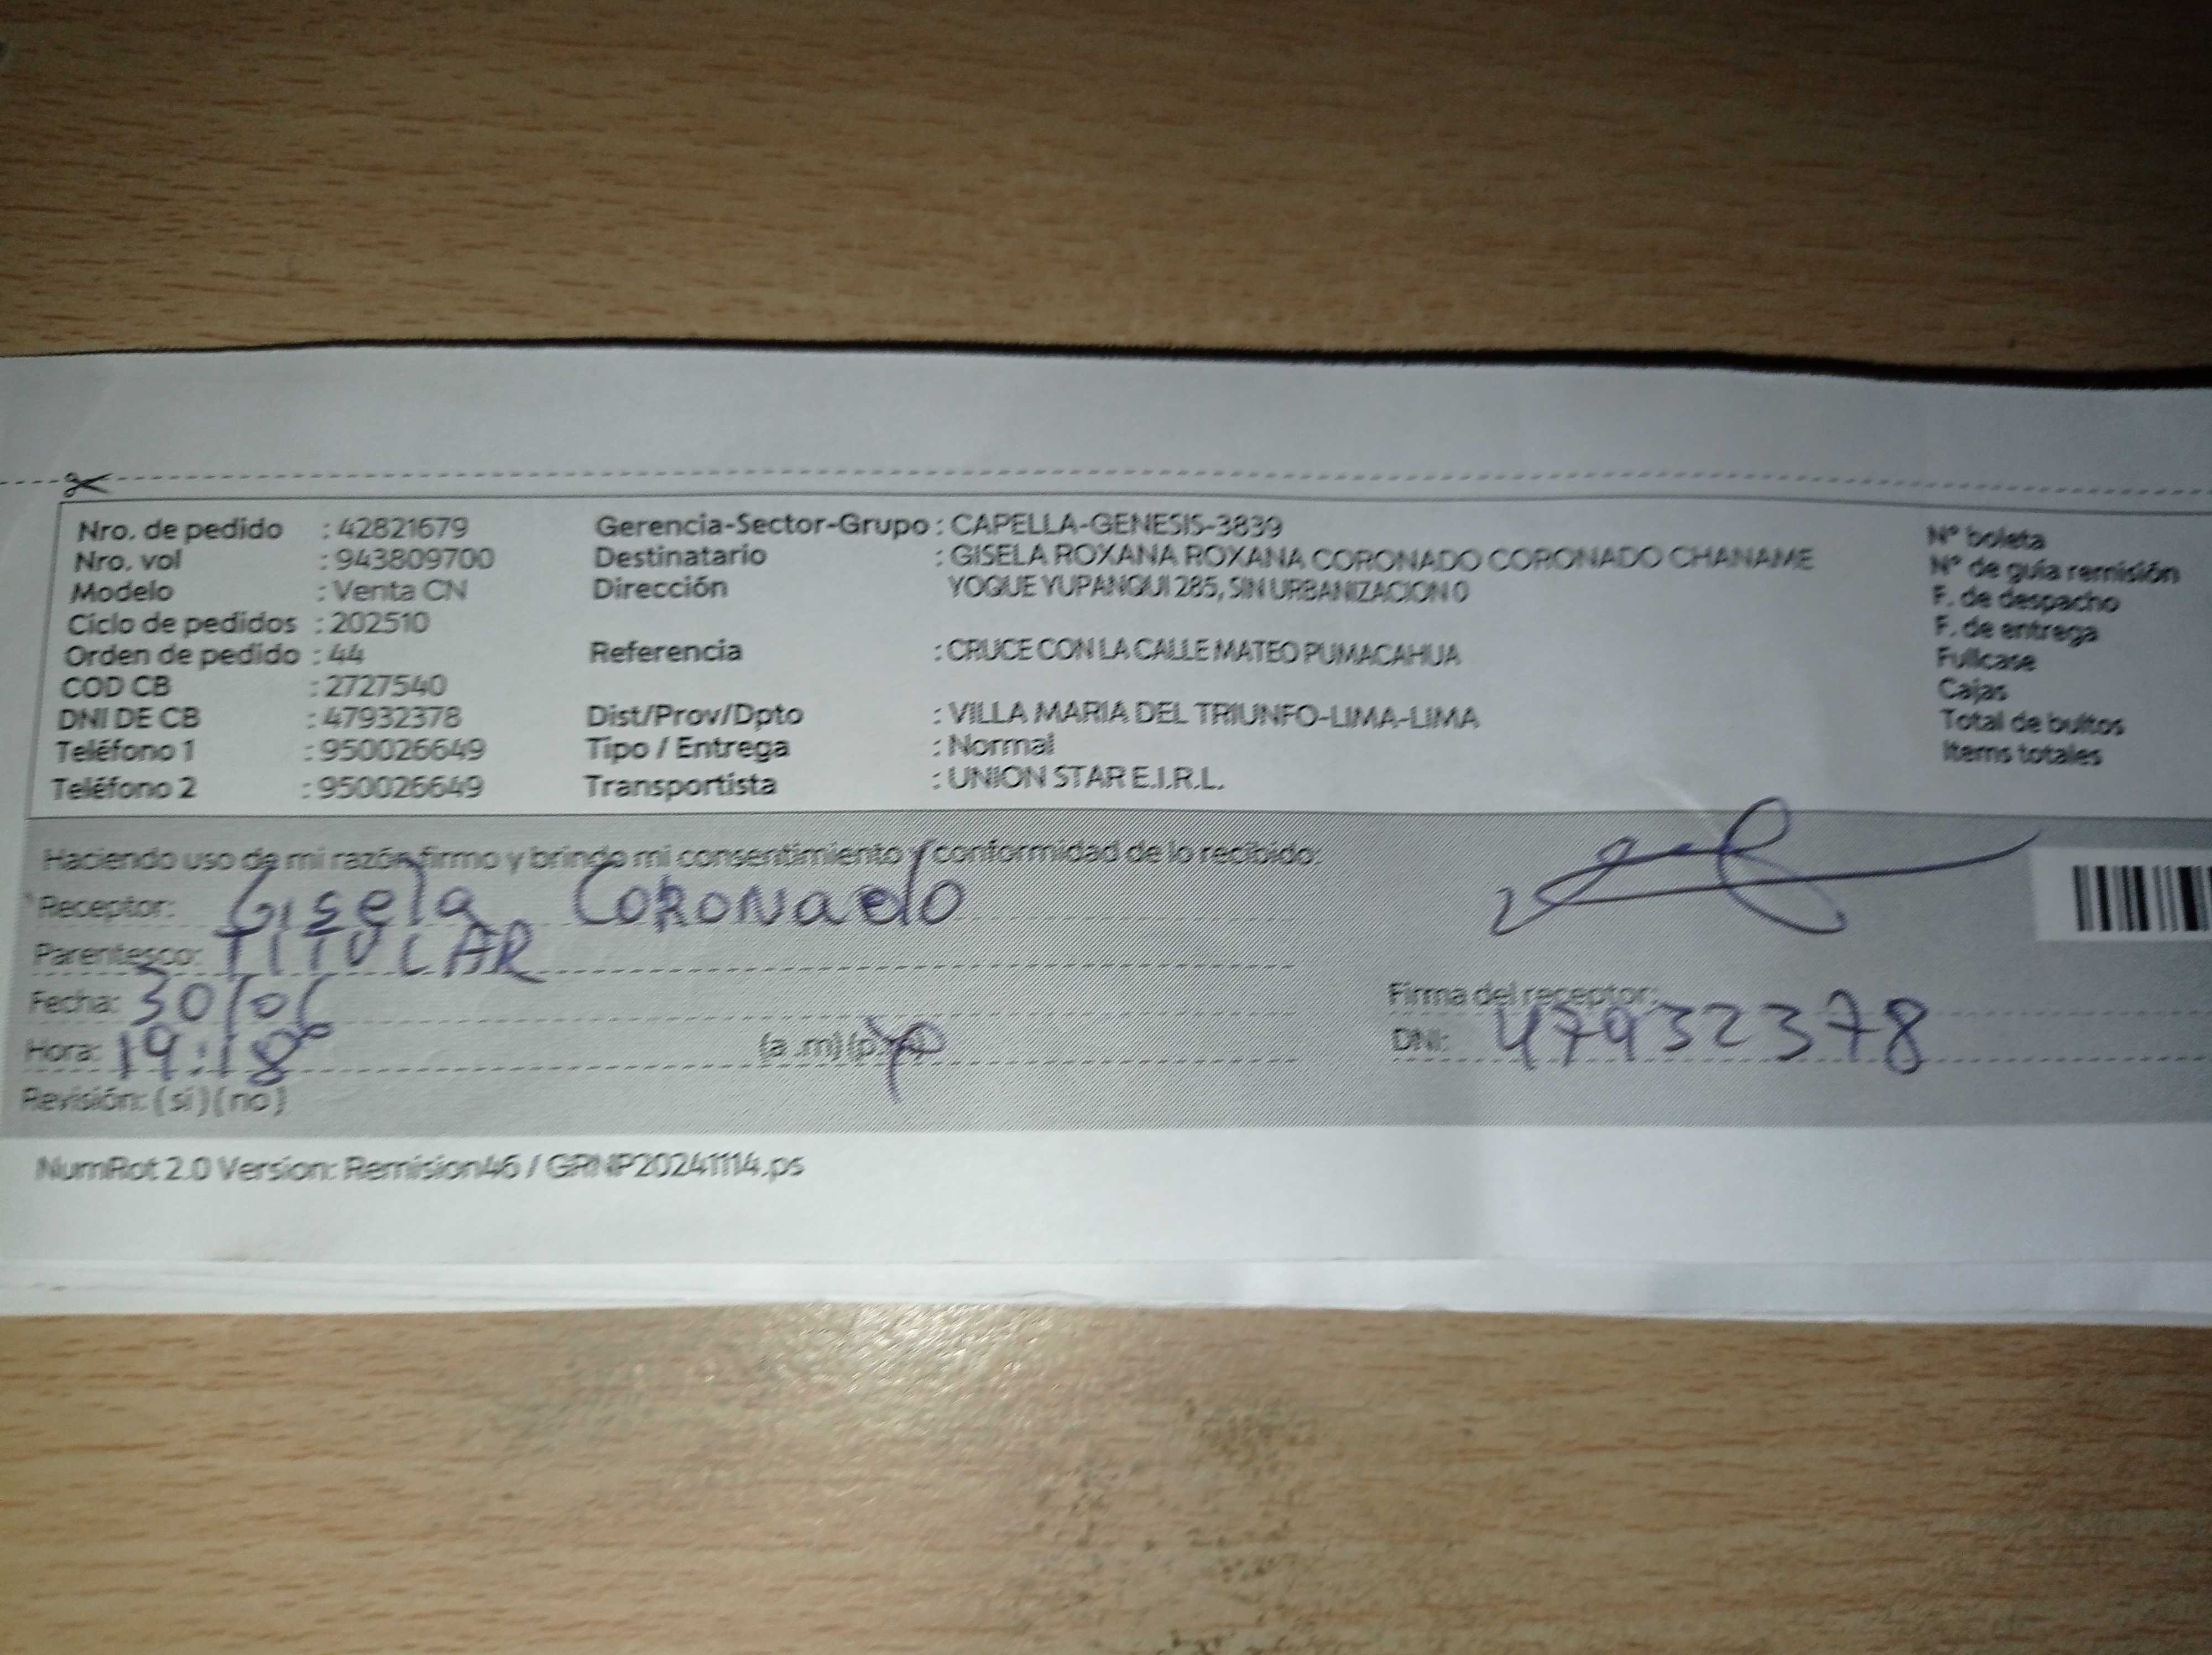 Nro. de pedido : 42821679 Gerencia-Sector-Grupo : CAPELLA-GENESIS-3839 N° boleta
Nro. vol : 943809700 Destinatario : GISELA ROXANA ROXANA CORONADO CORONADO CHANAME N° de guía remisión
Modelo : Venta CN Dirección YOQUE YUPANQUI 285, SIN URBANIZACION 0 F. de despacho
Ciclo de pedidos : 202510 F. de entrega
Orden de pedido : 44 Referencia : CRUCE CON LA CALLE MATEO PUMACAHUA Fullcase
COD CB : 2727540 Cajas
DNI DE CB : 47932378 Dist/Prov/Dpto : VILLA MARIA DEL TRIUNFO-LIMA-LIMA Total de bultos
Teléfono 1 : 950026649 Tipo / Entrega : Normal Items totales
Teléfono 2 : 950026649 Transportista : UNION STAR E.I.R.L.
Haciendo uso de mi razón firmo y brindo mi consentimiento y conformidad de lo recibido.
Receptor: Gisela Coronado
Parentesco: TITULAR
Fecha: 30/06 Firma del receptor:
Hora: 19:18 (a .m) (p.m) DNI: 47932378
Revisión: (si) (no)
NumRot 2.0 Version: Remision46 / GRNP20241114.ps